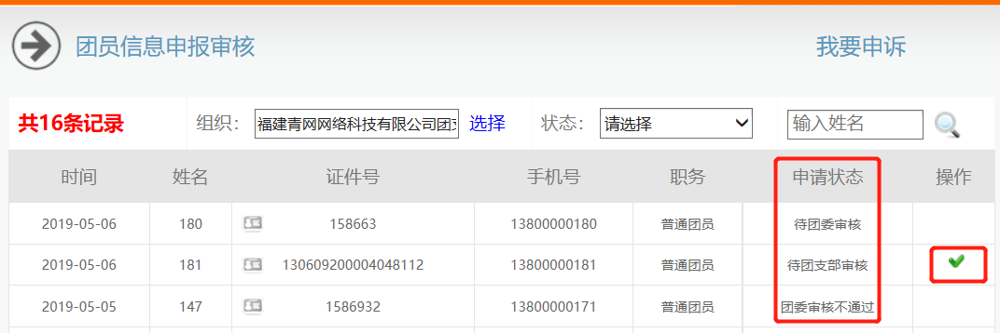 团员信息申报审核 我要申诉
共16条记录 组织: 福建青网网络科技有限公司团支 选择 状态: 请选择 输入姓名
时间 姓名 证件号 手机号 职务 申请状态 操作
2019-05-06 180 158663 13800000180 普通团员 待团委审核
2019-05-06 181 130609200004048112 13800000181 普通团员 待团支部审核
2019-05-05 147 1586932 13800000171 普通团员 团委审核不通过